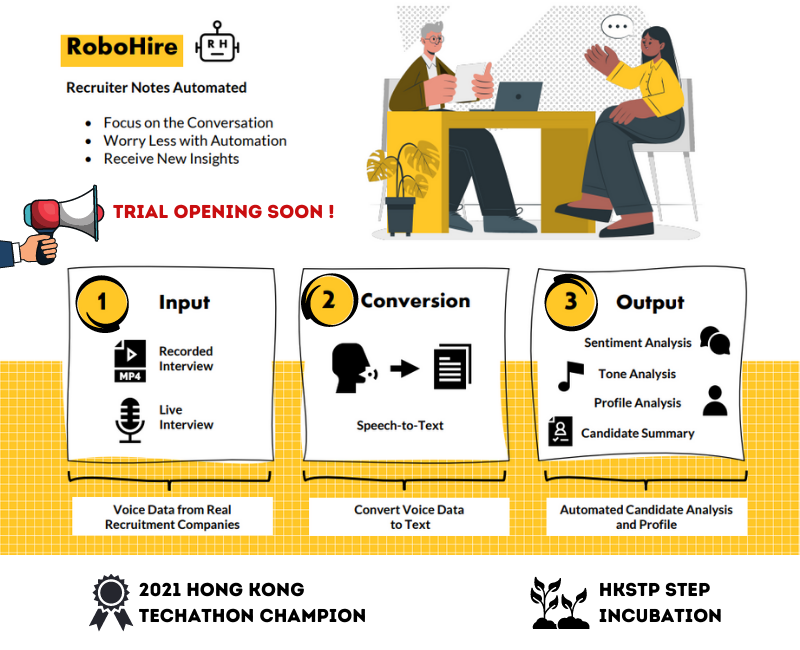 RoboHire
R H
Recruiter Notes Automated
• Focus on the Conversation
• Worry Less with Automation
• Receive New Insights
TRIAL OPENING SOON !
1 Input
MP4
Recorded
Interview
Live
Interview
2 Conversion
Speech-to-Text
3 Output
Sentiment Analysis
Tone Analysis
Profile Analysis
Candidate Summary
Voice Data from Real
Recruitment Companies
Convert Voice Data
to Text
Automated Candidate Analysis
and Profile
2021 HONG KONG
TECHATHON CHAMPION
HKSTP STEP
INCUBATION